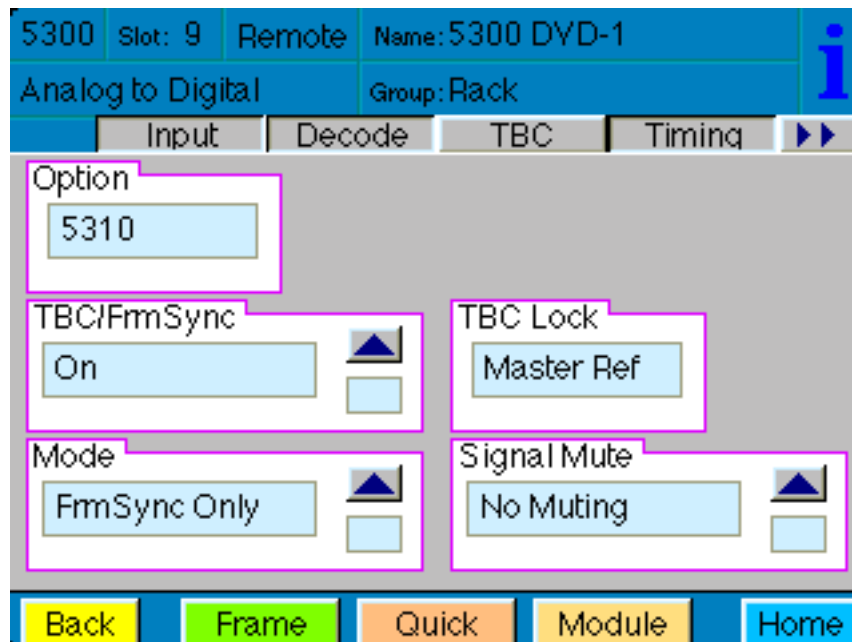 5300 Slot: 9 Remote Name: 5300 DVD-1
Analog to Digital Group: Rack
i
Input Decode TBC Timing
Option
5310
TBC/FrmSync TBC Lock
On Master Ref
Mode Signal Mute
FrmSync Only No Muting
Back Frame Quick Module Home